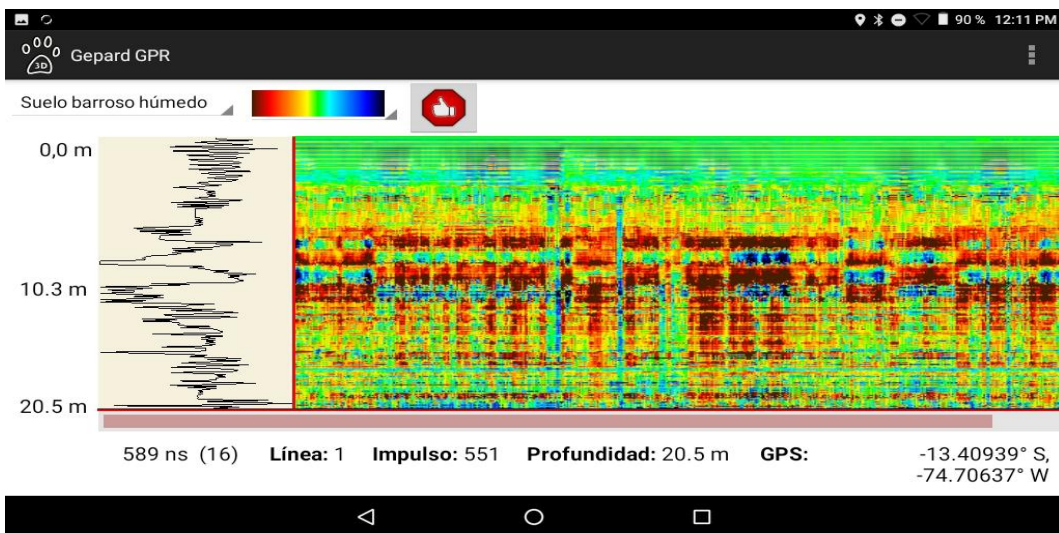 90 % 12:11 PM
3D Gepard GPR
Suelo barroso húmedo
0,0 m
10.3 m
20.5 m
589 ns (16) Línea: 1 Impulso: 551 Profundidad: 20.5 m GPS: -13.40939° S,
-74.70637° W